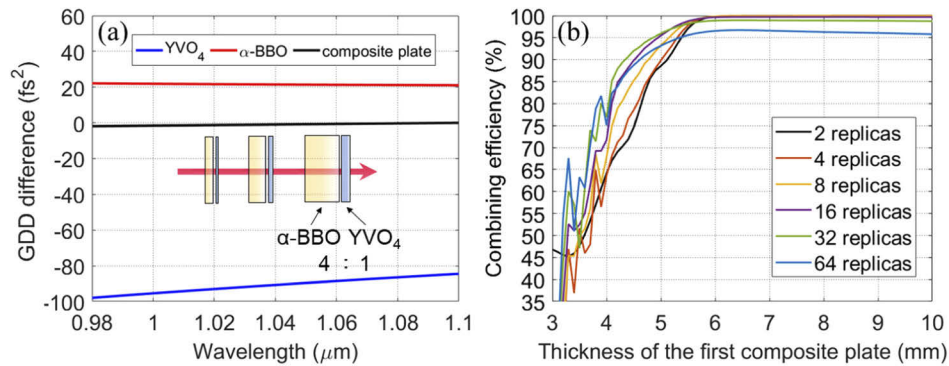 (a)
YVO4 α-BBO composite plate
GDD difference (fs²)
60
40
20
0
-20
-40
-60
-80
-100
α-BBO YVO4
4 : 1
0.98 1 1.02 1.04 1.06 1.08 1.1
Wavelength (μm)
(b)
Combining efficiency (%)
100
95
90
85
80
75
70
65
60
55
50
45
40
35
2 replicas
4 replicas
8 replicas
16 replicas
32 replicas
64 replicas
3 4 5 6 7 8 9 10
Thickness of the first composite plate (mm)